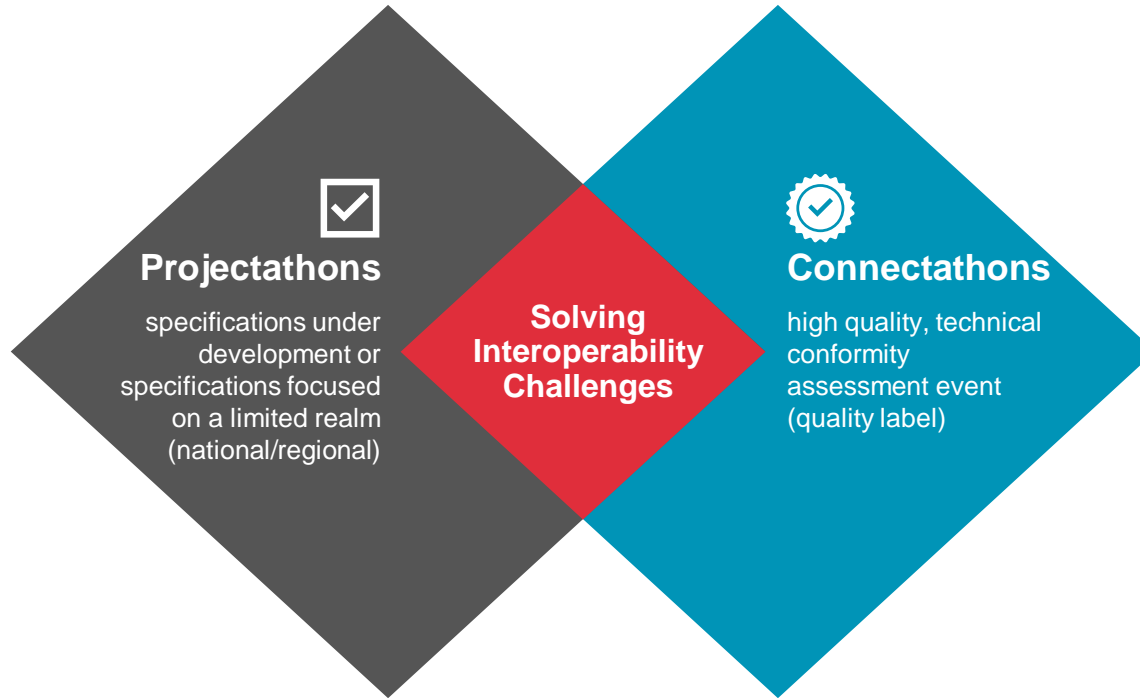 Projectathons
specifications under
development or
specifications focused
on a limited realm
(national/regional)
Solving
Interoperability
Challenges
Connectathons
high quality, technical
conformity
assessment event
(quality label)